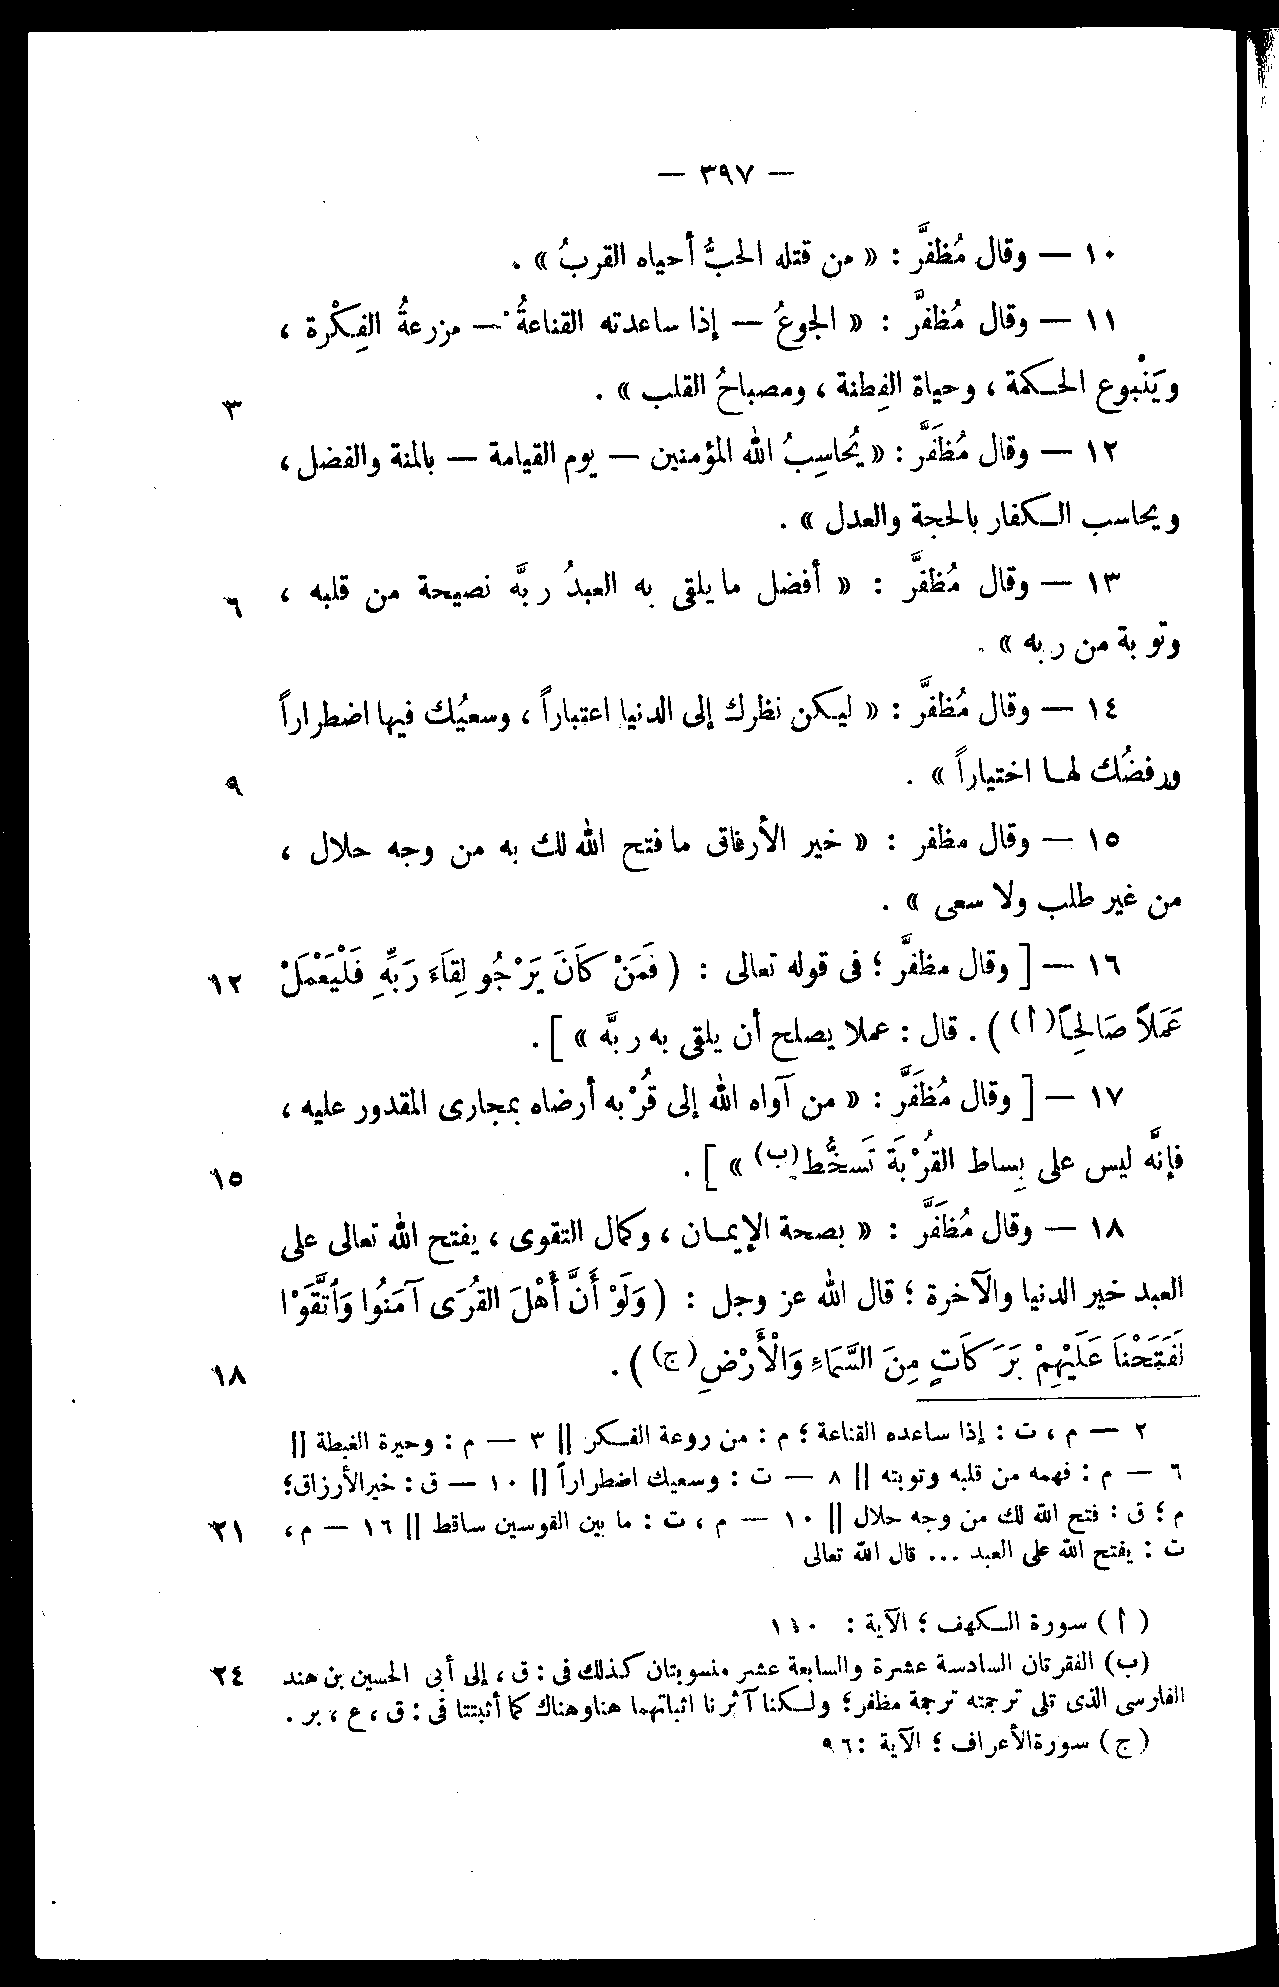 — ٣٩٧ —
١٠ — وقال مُظفَّر : « من قتله الحبُّ أحياه القربُ » .
١١ — وقال مُظفَّر : « الجوعُ — إذا ساعدته القناعةُ — مزرعةُ الفِكْرة ،
ويَنْبوع الحكمة ، وحياة الفِطنة ، ومصباحُ القلب » .
٣
١٢ — وقال مُظَفَّر : « يُحاسِبُ الله المؤمنين — يوم القيامة — بالمنة والفضل ،
ويحاسب الكفار بالحجة والعدل » .
١٣ — وقال مُظفَّر : « أفضل ما يلقى به العبدُ ربَّه نصيحة من قلبه ،
٦
وتوبة من ربه » .
١٤ — وقال مُظفَّر : « ليكن نظرك إلى الدنيا اعتباراً ، وسعيُك فيها اضطراراً
ورفضُك لها اختياراً » .
٩
١٥ — وقال مظفر : « خير الأرفاق ما فتح الله لك به من وجه حلال ،
من غير طلب ولا سعى » .
١٦ — [ وقال مظفَّر ؛ فى قوله تعالى : ( فَمَنْ كَانَ يَرْجُو لِقَاءَ رَبِّهِ فَلْيَعْمَلْ
١٢
عَمَلاً صَالِحاً(أ) ) . قال : عملا يصلح أن يلقى به ربَّه » ] .
١٧ — [ وقال مُظَفَّر : « من آواه الله إلى قُرْبه أرضاه بمجارى المقدور عليه ،
فإنَّه ليس على بِساط القُرْبَة تَسخُّط(ب) » ] .
١٥
١٨ — وقال مُظَفَّر : « بصحة الإيمان ، وكمال التقوى ، يفتح الله تعالى على
العبد خير الدنيا والآخرة ؛ قال الله عز وجل : ( وَلَوْ أَنَّ أَهْلَ القُرَى آمَنُوا وَاتَّقَوْا
لَفَتَحْنَا عَلَيْهِمْ بَرَكَاتٍ مِنَ السَّمَاءِ وَالْأَرْضِ(ج) ) .
١٨
٢ — م ، ت : إذا ساعده القناعة ؛ م : من روعة الفكر || ٣ — م : وحيرة الغبطة ||
٦ — م : فهمه من قلبه وتوبته || ٨ — ت : وسعيك اضطراراً || ١٠ — ق : خير الأرزاق ؛
م ؛ ق : فتح الله لك من وجه حلال || ١٠ — م ، ت : ما بين القوسين ساقط || ١٦ — م ،
٢١
ت : يفتح الله على العبد ... قال الله تعالى
( أ ) سورة الكهف ؛ الآية : ١١٠
(ب) الفقرتان السادسة عشرة والسابعة عشر منسوبتان كذلك فى : ق ، إلى أبى الحسين بن هند
٢٤
الفارسى الذى تلى ترجمته ترجمة مظفر ؛ ولكنا آثرنا اثباتهما هنا وهناك كما أثبتتا فى : ق ، ع ، بر .
(ج) سورة الأعراف ؛ الآية : ٩٦